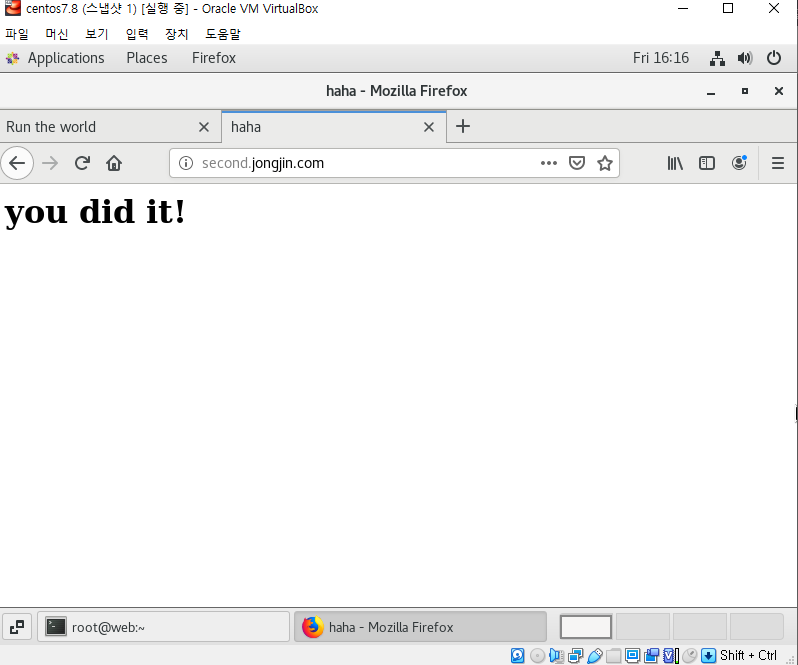 centos7.8 (스냅샷 1) [실행 중] - Oracle VM VirtualBox
파일 머신 보기 입력 장치 도움말
Applications Places Firefox Fri 16:16
haha - Mozilla Firefox
Run the world haha
second.jongjin.com
you did it!
root@web:~ haha - Mozilla Firefox
Shift + Ctrl